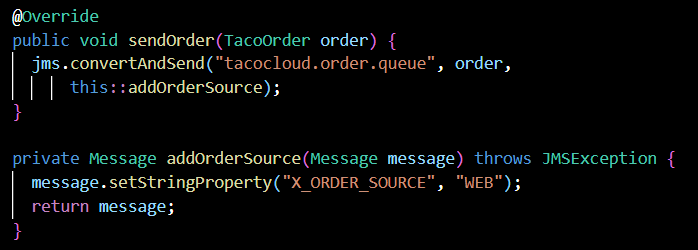 @Override
public void sendOrder(TacoOrder order) {
  jms.convertAndSend("tacocloud.order.queue", order,
      this::addOrderSource);
}

private Message addOrderSource(Message message) throws JMSException {
  message.setStringProperty("X_ORDER_SOURCE", "WEB");
  return message;
}